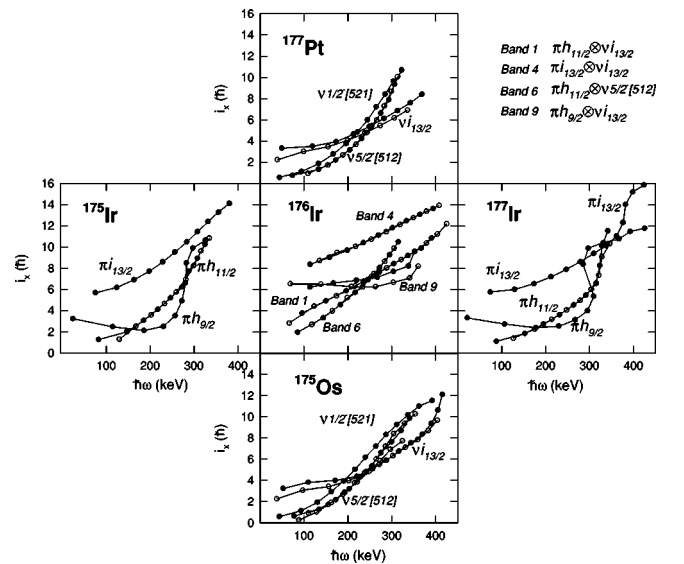 16
14
12
10
8
6
4
2
iₓ (ħ)
¹⁷⁷Pt
ν1/2⁻[521]
νi₁₃/₂
ν5/2⁻[512]
Band 1 πh₁₁/₂⊗νi₁₃/₂
Band 4 πi₁₃/₂⊗νi₁₃/₂
Band 6 πh₁₁/₂⊗ν5/2⁻[512]
Band 9 πh₉/₂⊗νi₁₃/₂
16
14
12
10
8
6
4
2
0
iₓ (ħ)
¹⁷⁵Ir
πi₁₃/₂
πh₁₁/₂
πh₉/₂
0 100 200 300 400
ħω (keV)
¹⁷⁶Ir
Band 4
Band 1
Band 9
Band 6
¹⁷⁷Ir
πi₁₃/₂
πi₁₃/₂
πh₁₁/₂
πh₉/₂
0 100 200 300 400
ħω (keV)
¹⁷⁵Os
14
12
10
8
6
4
2
0
iₓ (ħ)
ν1/2⁻[521]
νi₁₃/₂
ν5/2⁻[512]
0 100 200 300 400
ħω (keV)